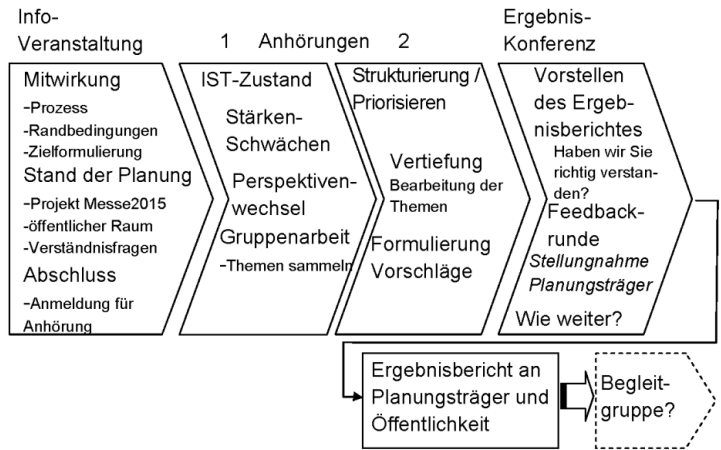 Info-
Veranstaltung
1 Anhörungen 2
Ergebnis-
Konferenz
Mitwirkung
-Prozess
-Randbedingungen
-Zielformulierung
Stand der Planung
-Projekt Messe2015
-öffentlicher Raum
-Verständnisfragen
Abschluss
-Anmeldung für
Anhörung
IST-Zustand
Stärken-
Schwächen
Perspektiven-
wechsel
Gruppenarbeit
-Themen sammeln
Strukturierung /
Priorisieren
Vertiefung
Bearbeitung der
Themen
Formulierung
Vorschläge
Vorstellen
des Ergeb-
nisberichtes
Haben wir Sie
richtig verstan-
den?
Feedback-
runde
Stellungnahme
Planungsträger
Wie weiter?
Ergebnisbericht an
Planungsträger und
Öffentlichkeit
Begleit-
gruppe?